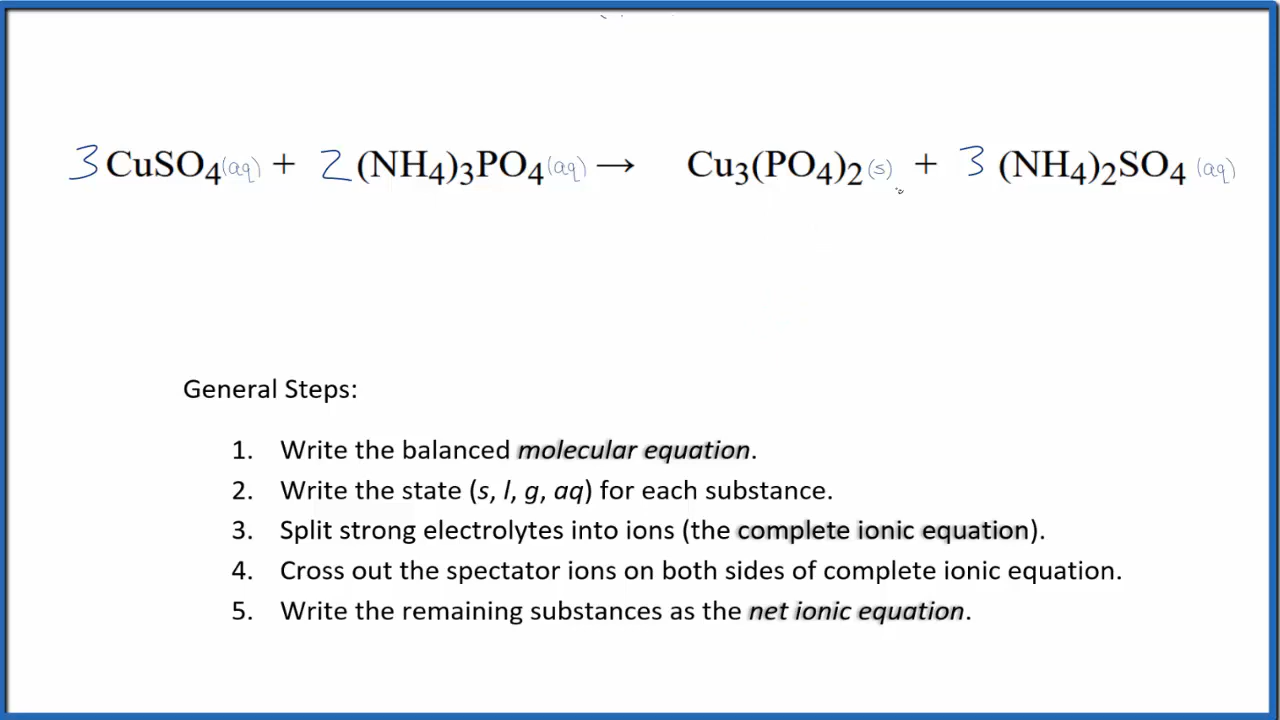 3 CuSO₄(aq) + 2 (NH₄)₃PO₄(aq) → Cu₃(PO₄)₂(s) + 3 (NH₄)₂SO₄ (aq)
General Steps:
1. Write the balanced molecular equation.
2. Write the state (s, l, g, aq) for each substance.
3. Split strong electrolytes into ions (the complete ionic equation).
4. Cross out the spectator ions on both sides of complete ionic equation.
5. Write the remaining substances as the net ionic equation.